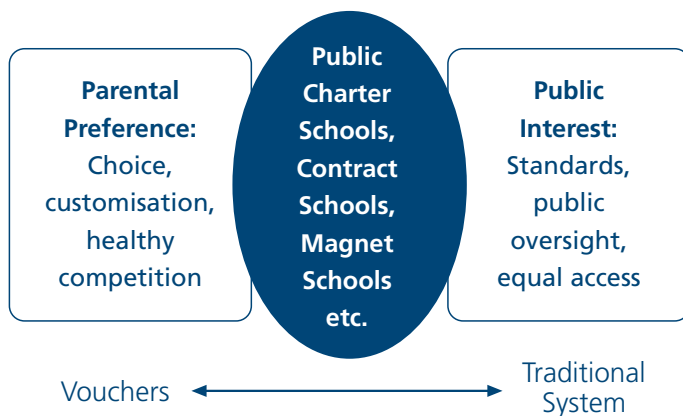 Parental
Preference:
Choice,
customisation,
healthy
competition
Public
Charter
Schools,
Contract
Schools,
Magnet
Schools
etc.
Public
Interest:
Standards,
public
oversight,
equal access
Vouchers
Traditional
System